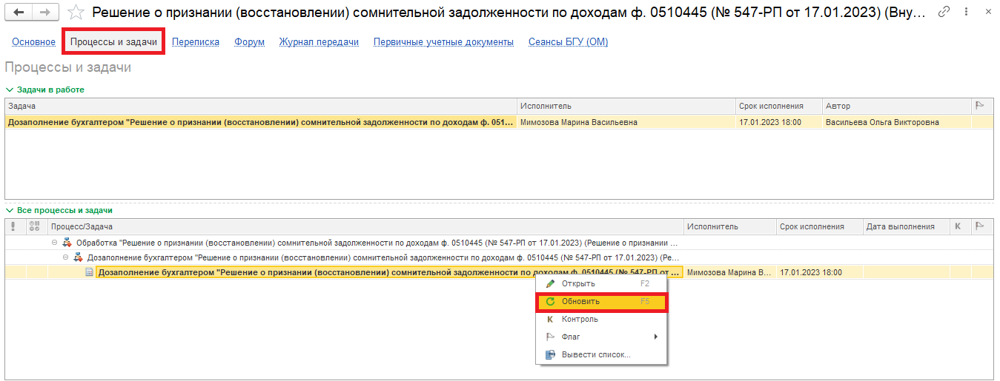 Решение о признании (восстановлении) сомнительной задолженности по доходам ф. 0510445 (№ 547-РП от 17.01.2023) (Вну...
Основное Процессы и задачи Переписка Форум Журнал передачи Первичные учетные документы Сеансы БГУ (ОМ)
Процессы и задачи
Задачи в работе
Задача Исполнитель Срок исполнения Автор
Дозаполнение бухгалтером "Решение о признании (восстановлении) сомнительной задолженности по доходам ф. 051... Мимозова Марина Васильевна 17.01.2023 18:00 Васильева Ольга Викторовна
Все процессы и задачи
Процесс/Задача Исполнитель Срок исполнения Дата выполнения К
Обработка "Решение о признании (восстановлении) сомнительной задолженности по доходам ф. 0510445 (№ 547-РП от 17.01.2023) (Решение о признании ...
Дозаполнение бухгалтером "Решение о признании (восстановлении) сомнительной задолженности по доходам ф. 0510445 (№ 547-РП от 17.01.2023) (Ре...
Дозаполнение бухгалтером "Решение о признании (восстановлении) сомнительной задолженности по доходам ф. 0510445 (№ 547-РП от ... Мимозова Марина В... 17.01.2023 18:00
Открыть F2
Обновить F5
К Контроль
Флаг
Вывести список...